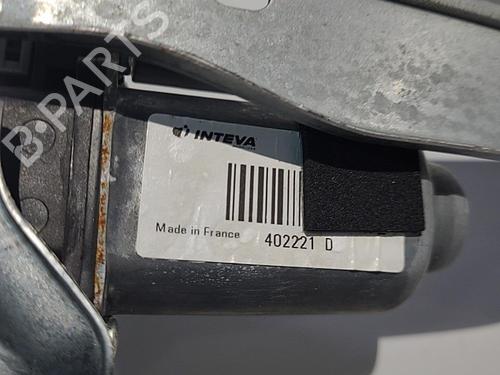 B-PARTS
INTEVA
Made in France 402221 D